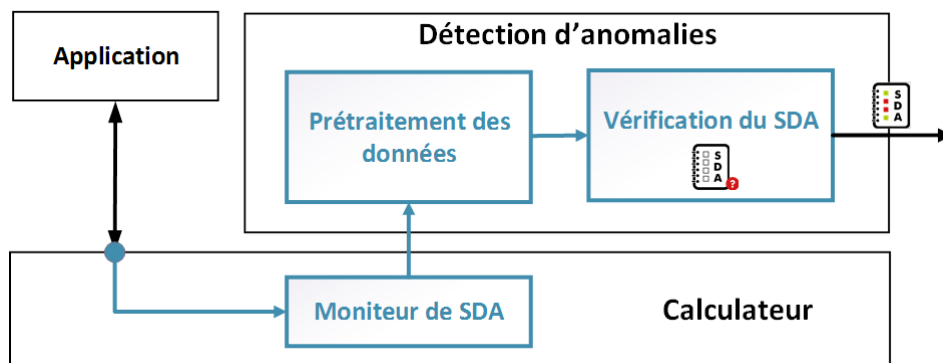 Détection d'anomalies
Application
Prétraitement des
données
Vérification du SDA
S
D
A
?
S
D
A
Moniteur de SDA
Calculateur